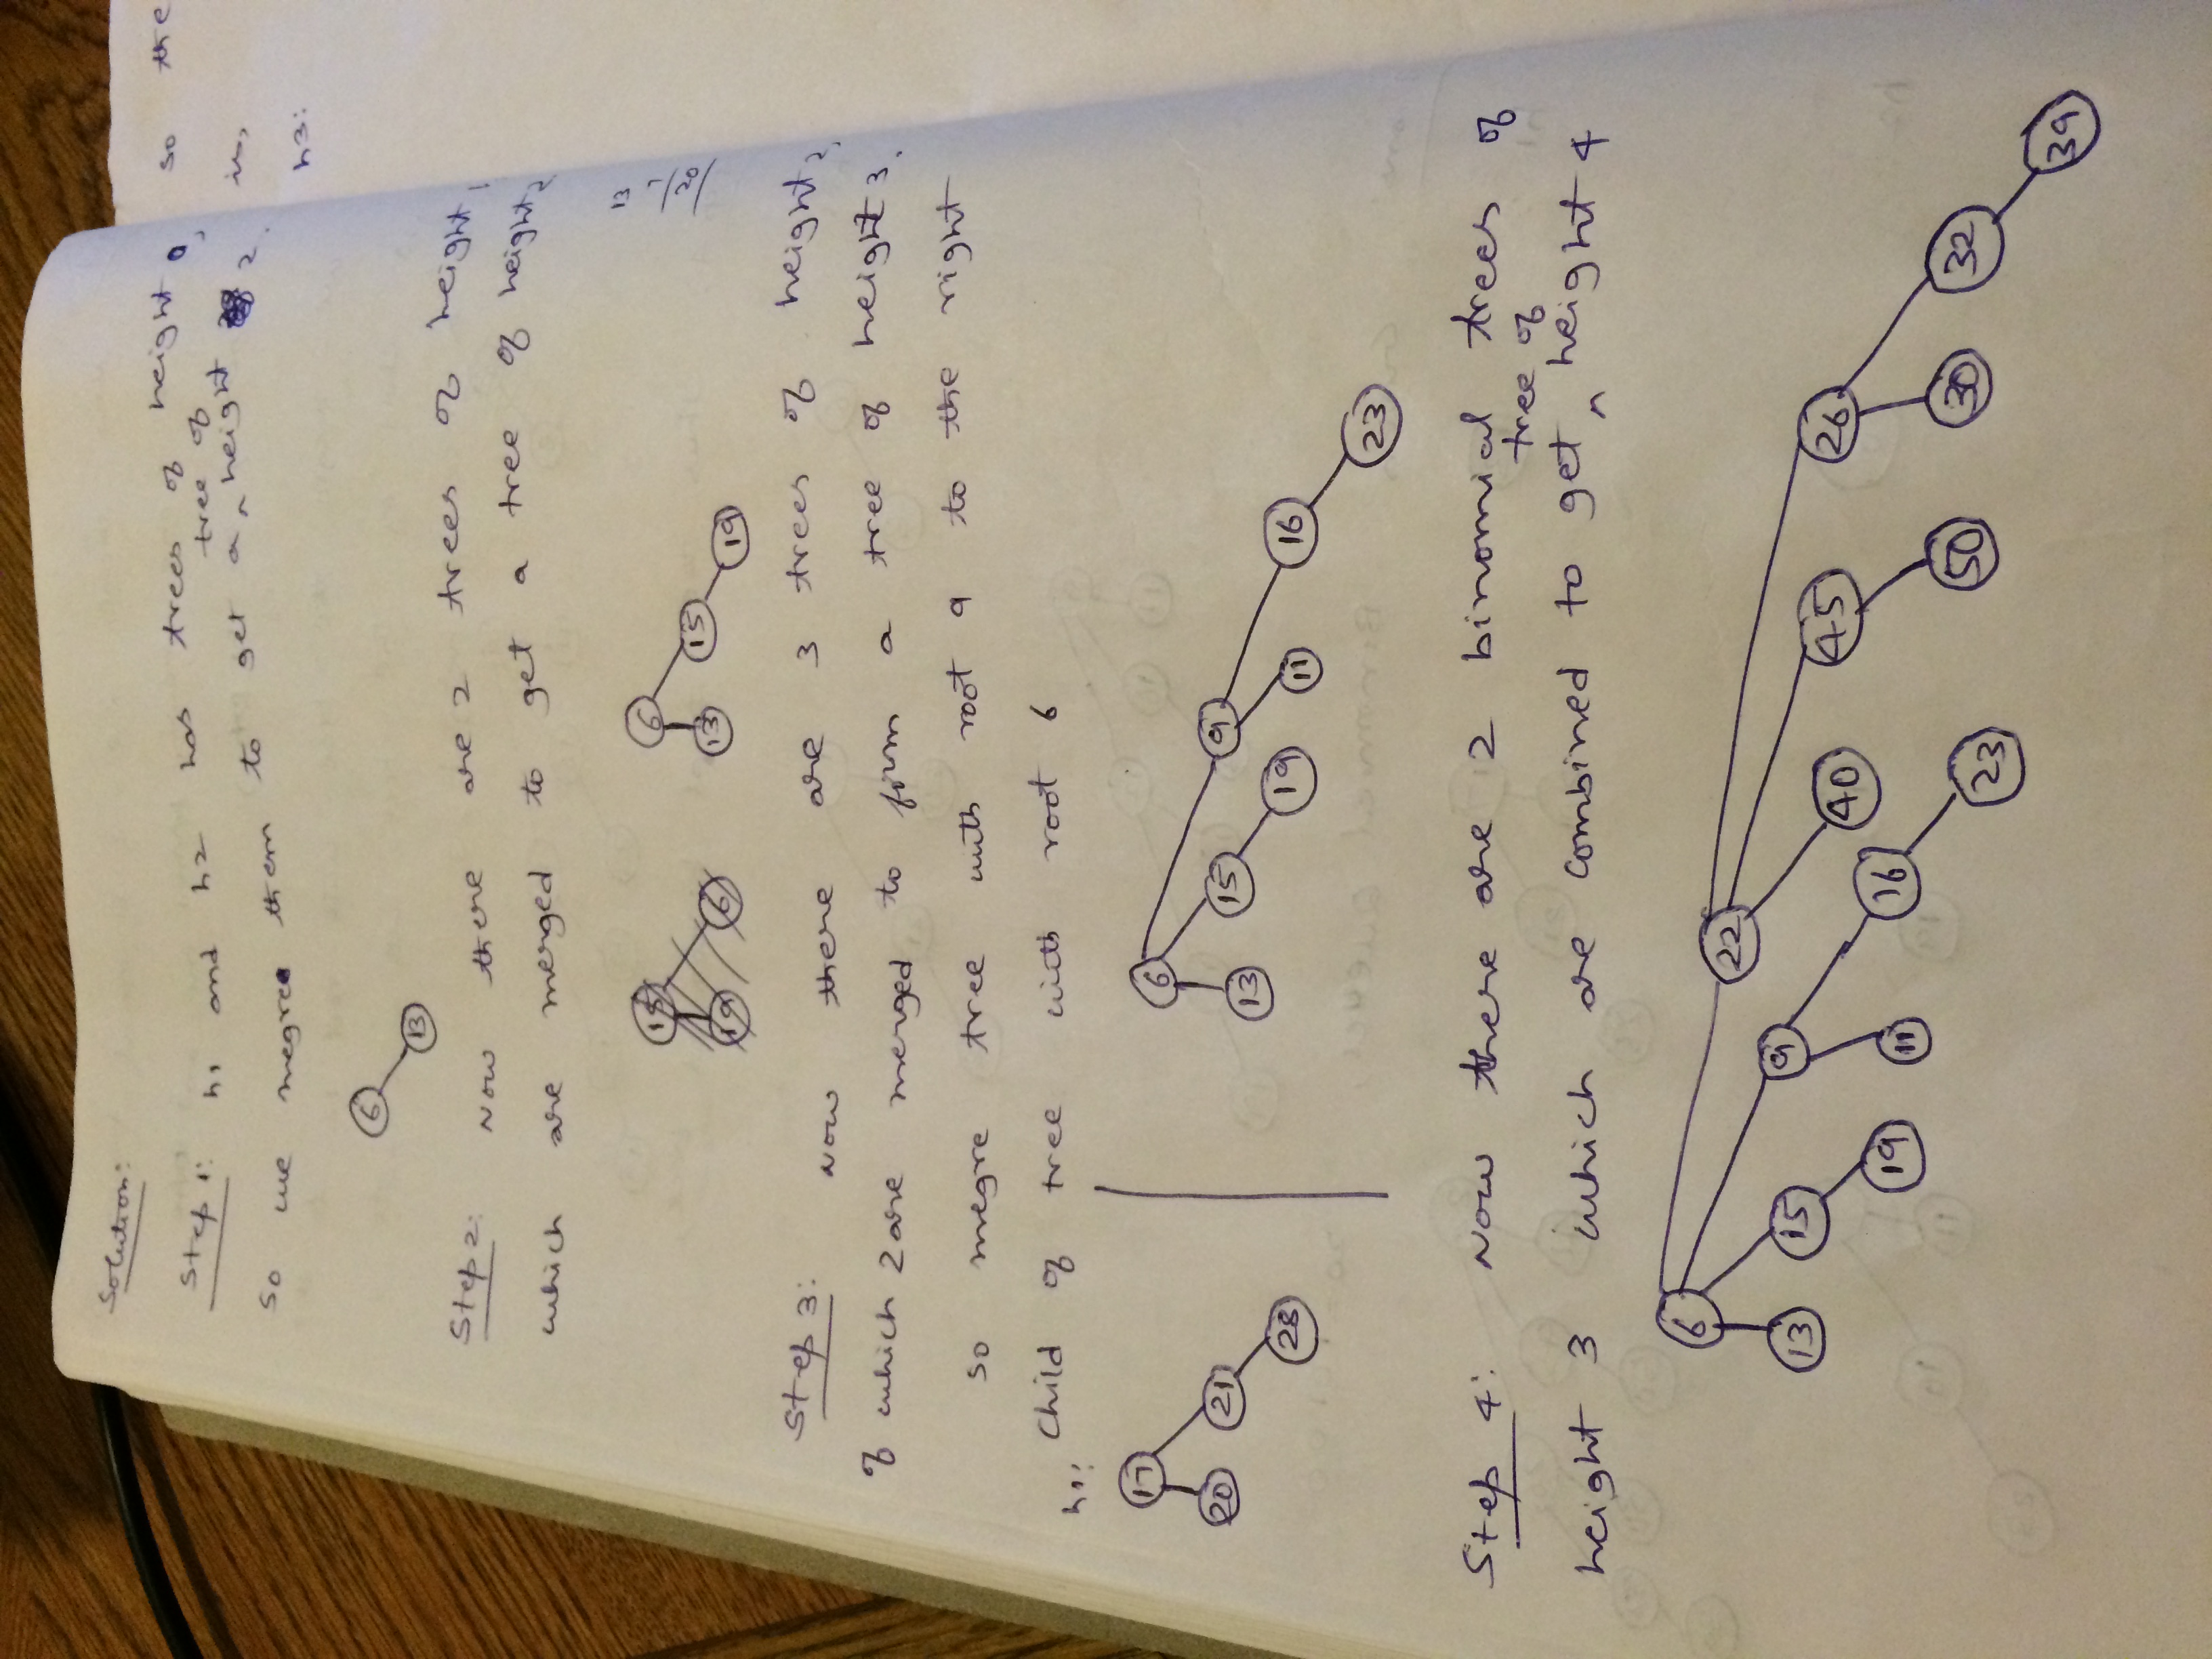 Solution:
Step 1: h1 and h2 has trees of height 0,
tree of
so we megree them to get a ^ height 2.
6
13
Step 2: Now there are 2 trees of height 1
which are merged to get a tree of height 2
15
19 6
6
13 15
19
Step 3: Now there are 3 trees of height 2,
of which 2 are merged to form a tree of height 3.
so megre tree with root 9 to the right
child of tree with root 6
h1:
17
20 21
28
6
13 15 9
19 11 16
23
Step 4: Now there are 2 binomial trees of
tree of
height 3 which are combined to get ^ height 4
6
22
13 15 9 40 45 26
19 11 16 50 30 32
23 39
so the
is,
h3:
13
20